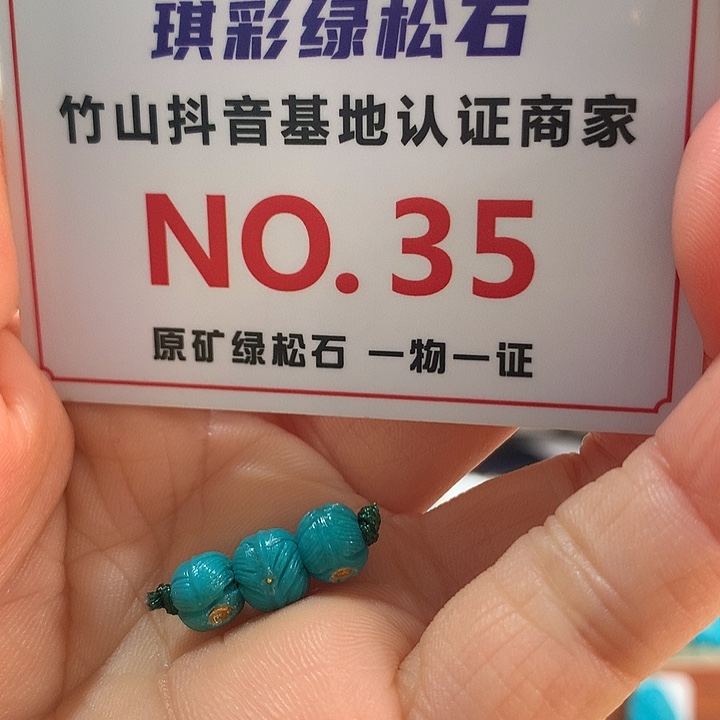 琪彩绿松石
竹山抖音基地认证商家
NO. 35
原矿绿松石 一物一证